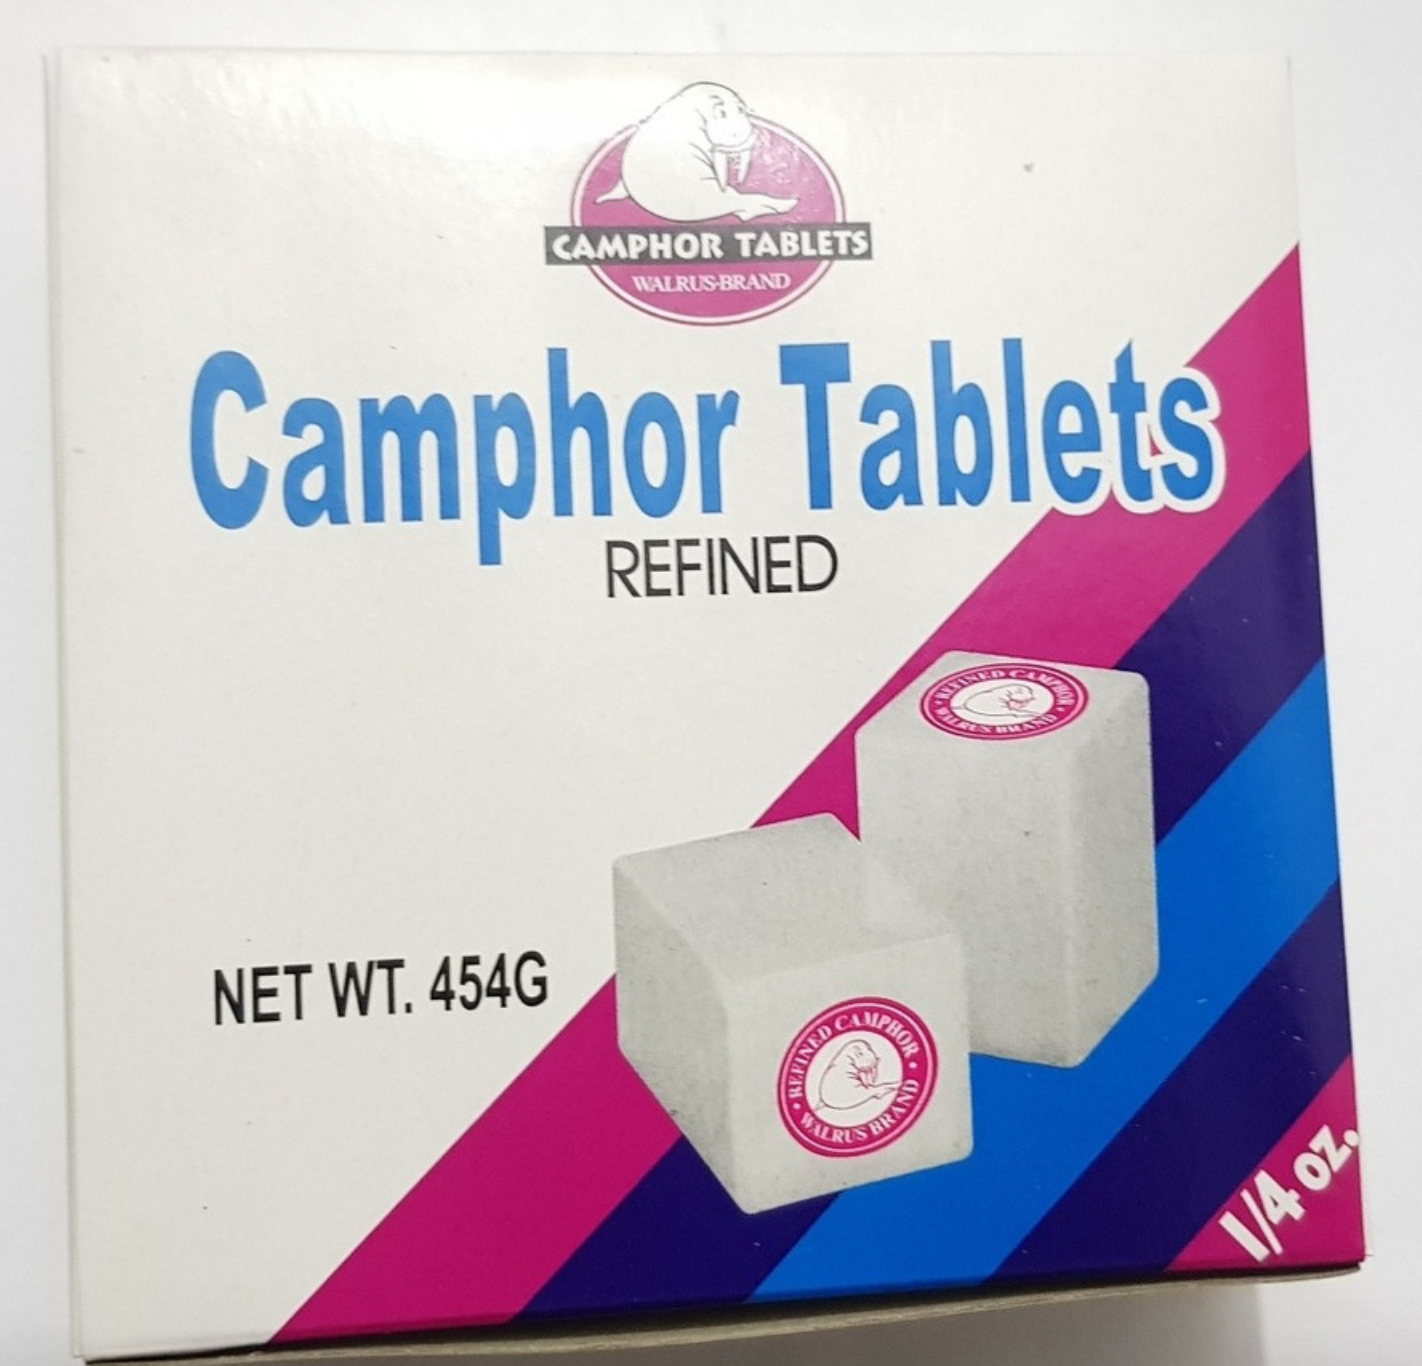 CAMPHOR TABLETS
WALRUS-BRAND
Camphor Tablets
REFINED
REFINED CAMPHOR
WALRUS BRAND
NET WT. 454G
REFINED CAMPHOR
WALRUS BRAND
1/4 oz.